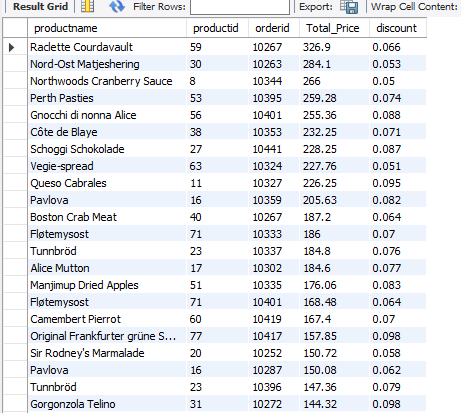 Result Grid Filter Rows: Export: Wrap Cell Content:
productname productid orderid Total_Price discount
Raclette Courdavault 59 10267 326.9 0.066
Nord-Ost Matjeshering 30 10263 284.1 0.053
Northwoods Cranberry Sauce 8 10344 266 0.05
Perth Pasties 53 10395 259.28 0.074
Gnocchi di nonna Alice 56 10401 255.36 0.088
Côte de Blaye 38 10353 232.25 0.071
Schoggi Schokolade 27 10441 228.25 0.087
Vegie-spread 63 10324 227.76 0.051
Queso Cabrales 11 10327 226.25 0.095
Pavlova 16 10359 205.63 0.082
Boston Crab Meat 40 10267 187.2 0.064
Fløtemysost 71 10333 186 0.07
Tunnbröd 23 10337 184.8 0.076
Alice Mutton 17 10302 184.6 0.077
Manjimup Dried Apples 51 10335 176.06 0.083
Fløtemysost 71 10401 168.48 0.064
Camembert Pierrot 60 10419 167.4 0.07
Original Frankfurter grüne S... 77 10417 157.85 0.098
Sir Rodney's Marmalade 20 10252 150.72 0.058
Pavlova 16 10287 150.08 0.062
Tunnbröd 23 10396 147.36 0.079
Gorgonzola Telino 31 10272 144.32 0.098